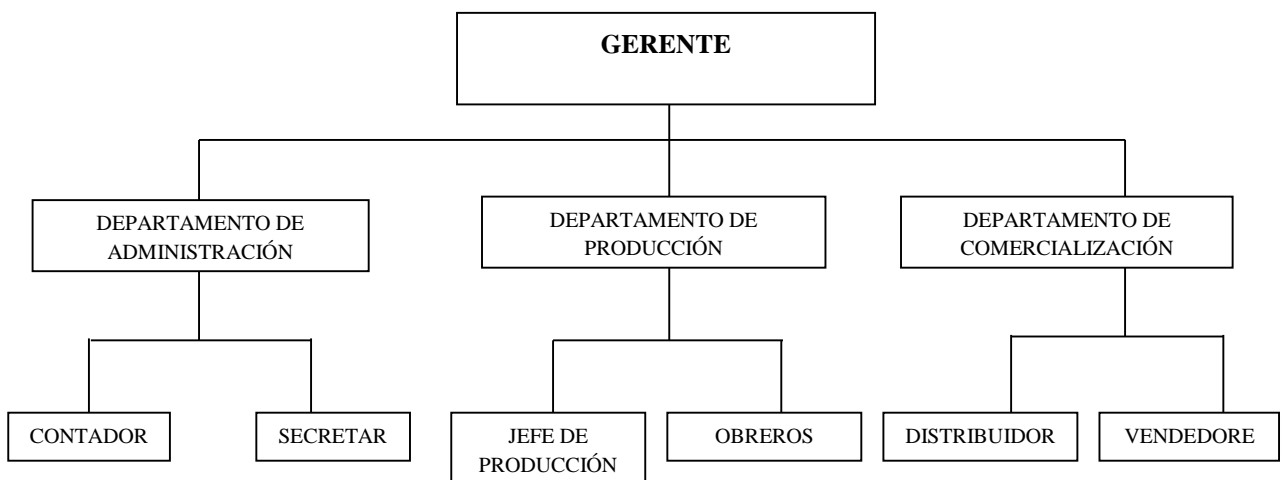 GERENTE
DEPARTAMENTO DE
ADMINISTRACIÓN
DEPARTAMENTO DE
PRODUCCIÓN
DEPARTAMENTO DE
COMERCIALIZACIÓN
CONTADOR
SECRETAR
JEFE DE
PRODUCCIÓN
OBREROS
DISTRIBUIDOR
VENDEDORE